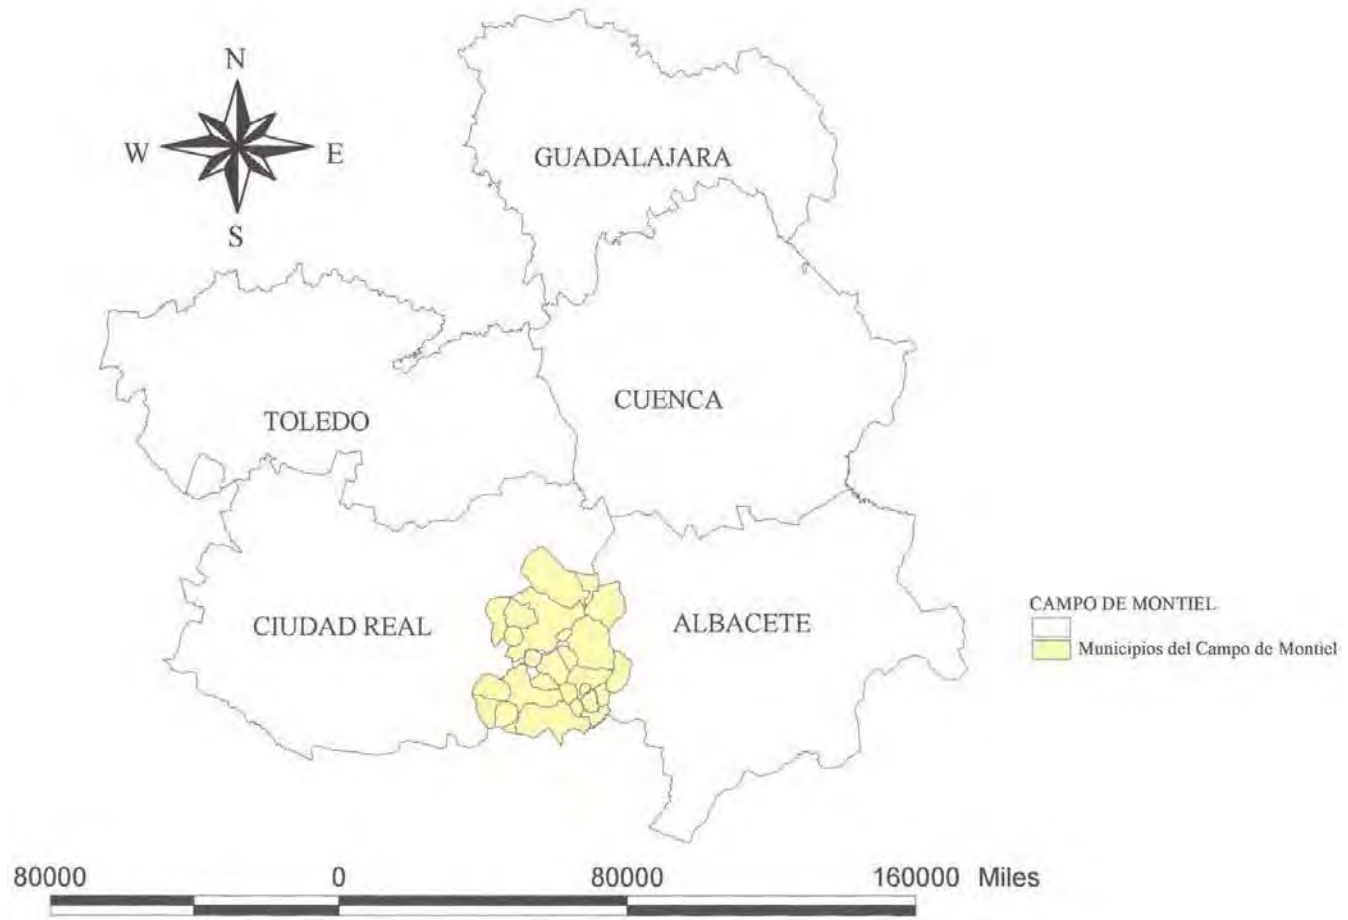 N
W E
S
GUADALAJARA
CUENCA
TOLEDO
CIUDAD REAL
ALBACETE
CAMPO DE MONTIEL
Municipios del Campo de Montiel
80000 0 80000 160000 Miles